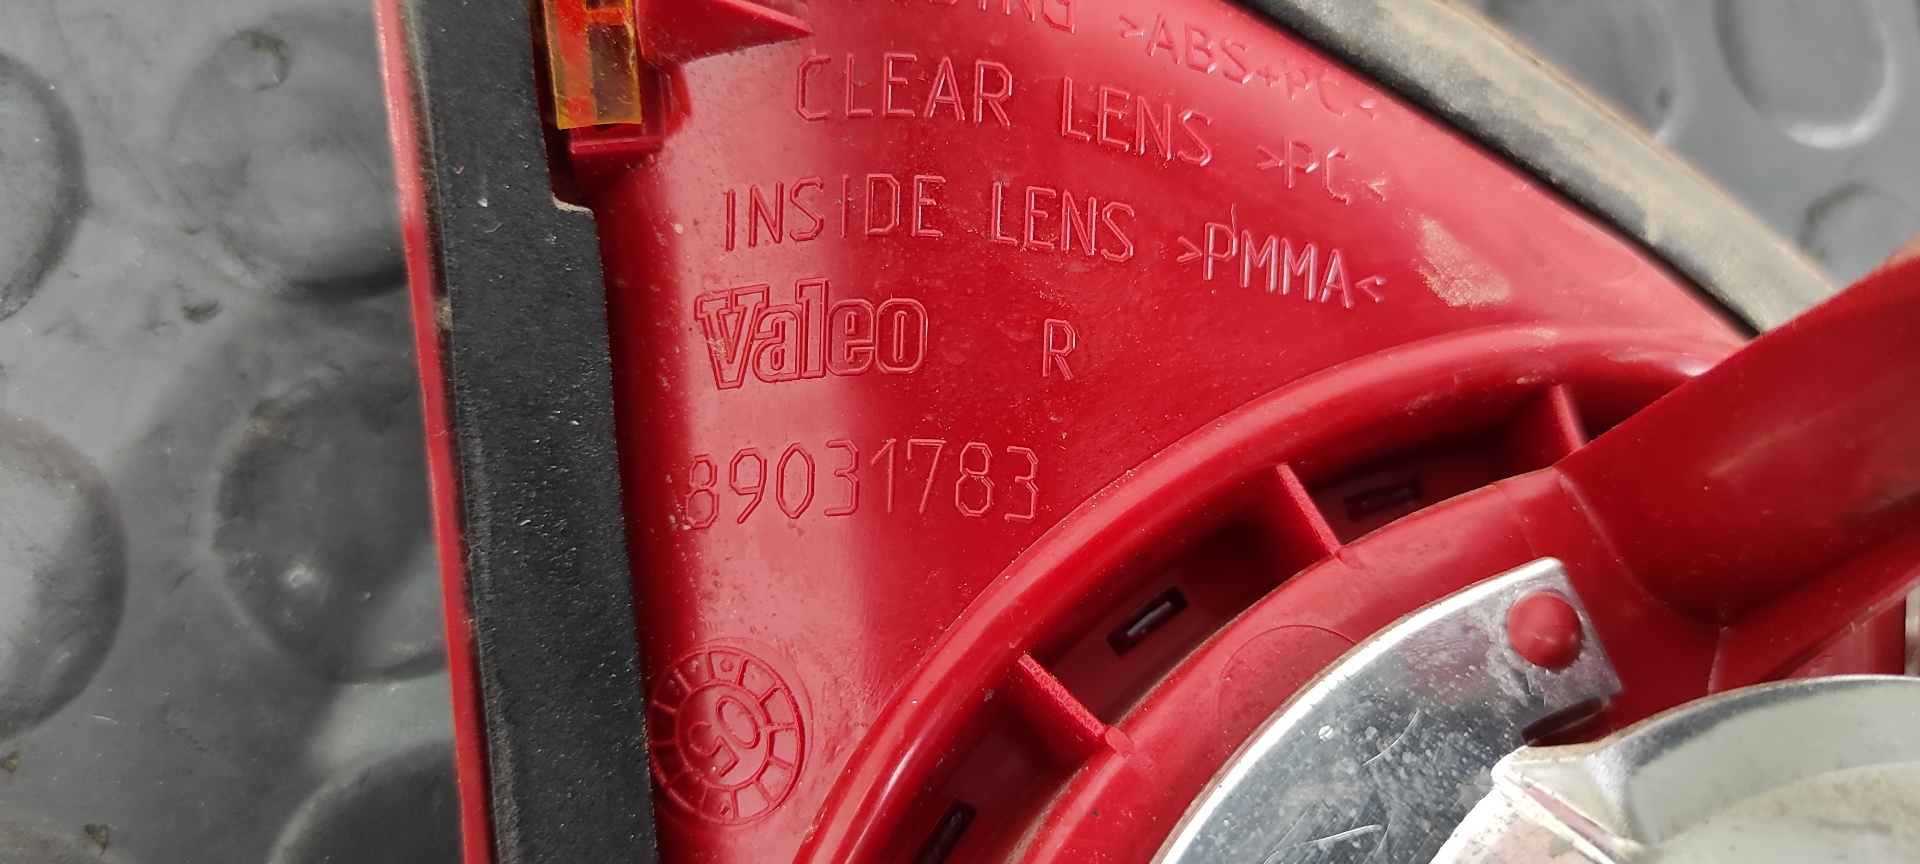 >ABS+PC<
CLEAR LENS >PC<
INSIDE LENS >PMMA<
Valeo R
89031783
05